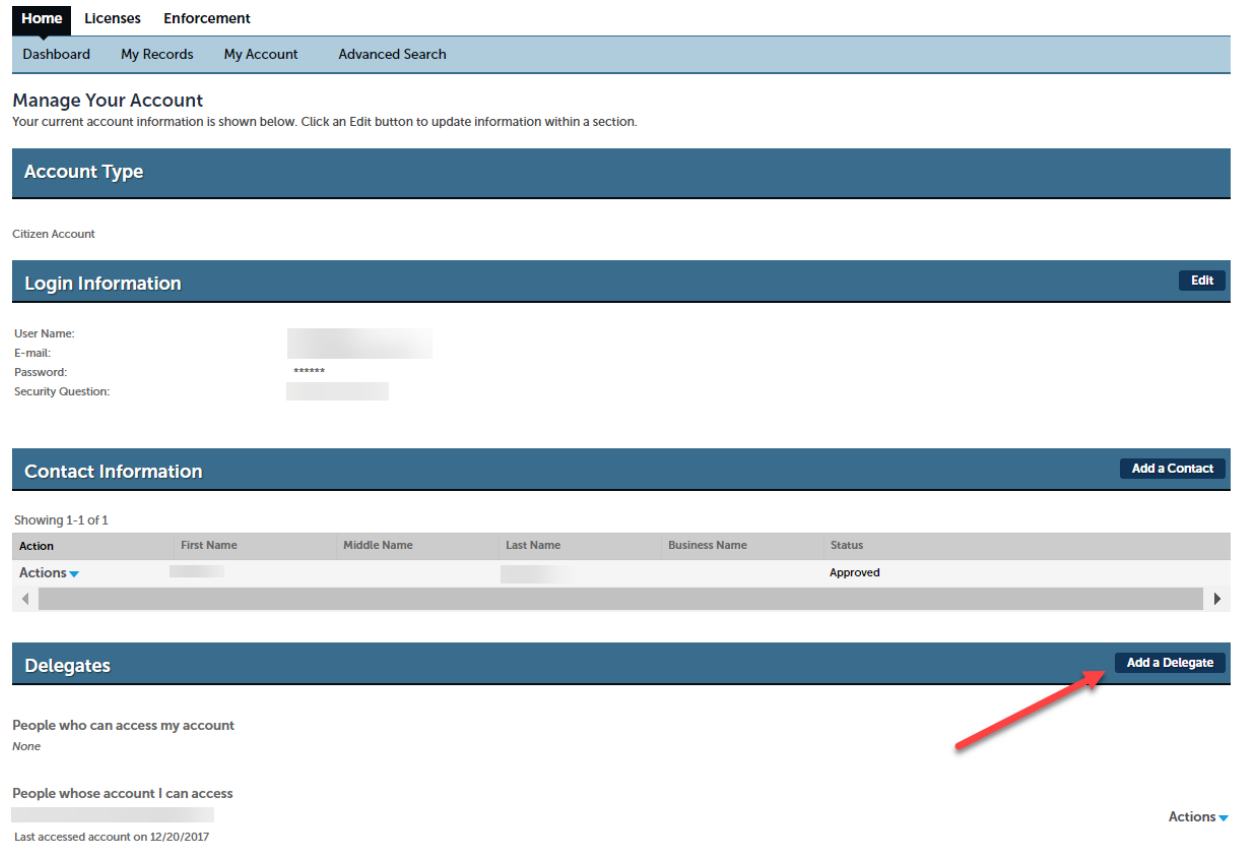 Home Licenses Enforcement
Dashboard My Records My Account Advanced Search
Manage Your Account
Your current account information is shown below. Click an Edit button to update information within a section.
Account Type
Citizen Account
Login Information Edit
User Name:
E-mail:
Password: ******
Security Question:
Contact Information Add a Contact
Showing 1-1 of 1
Action First Name Middle Name Last Name Business Name Status
Actions Approved
Delegates Add a Delegate
People who can access my account
None
People whose account I can access
Actions
Last accessed account on 12/20/2017